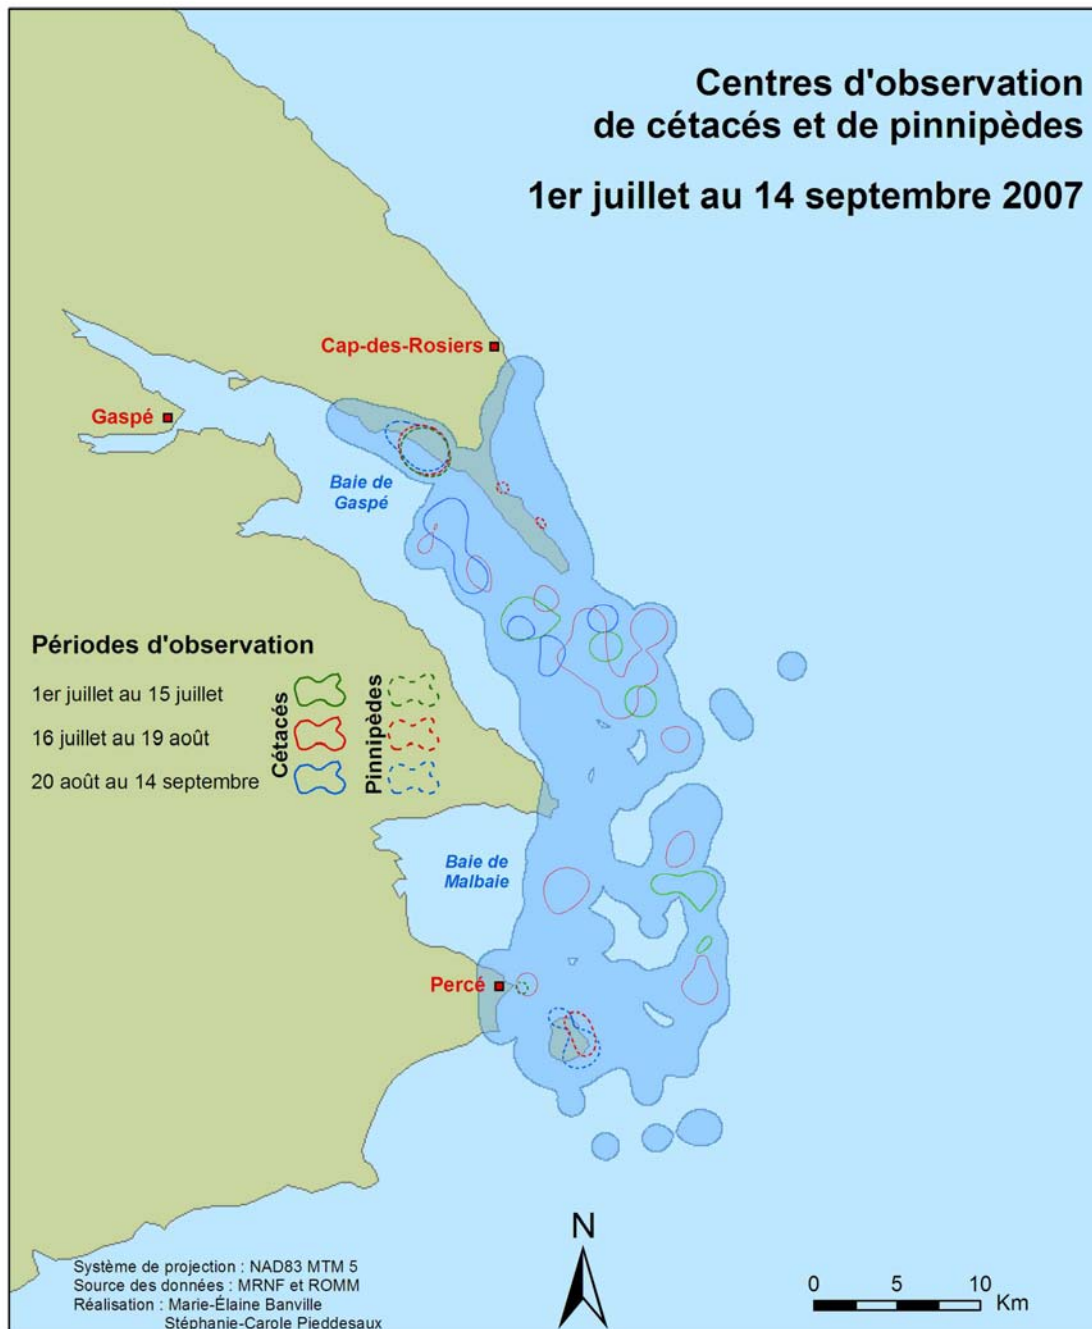 Centres d'observation
de cétacés et de pinnipèdes
1er juillet au 14 septembre 2007
Cap-des-Rosiers
Gaspé
Baie de
Gaspé
Périodes d'observation
1er juillet au 15 juillet
16 juillet au 19 août
20 août au 14 septembre
Cétacés
Pinnipèdes
Baie de
Malbaie
Percé
N
Système de projection : NAD83 MTM 5
Source des données : MRNF et ROMM
Réalisation : Marie-Élaine Banville
Stéphanie-Carole Pieddesaux
0 5 10
Km